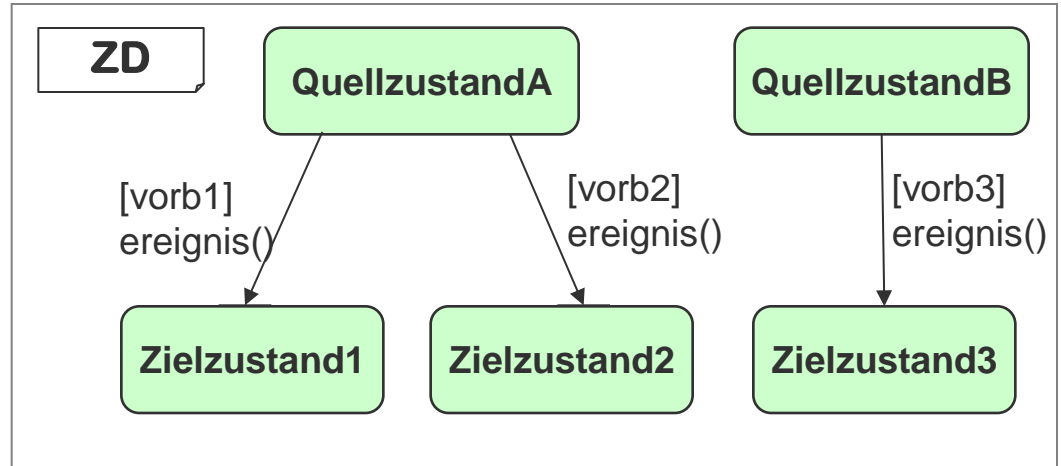 ZD
QuellzustandA
QuellzustandB
[vorb1]
ereignis()
[vorb2]
ereignis()
[vorb3]
ereignis()
Zielzustand1
Zielzustand2
Zielzustand3